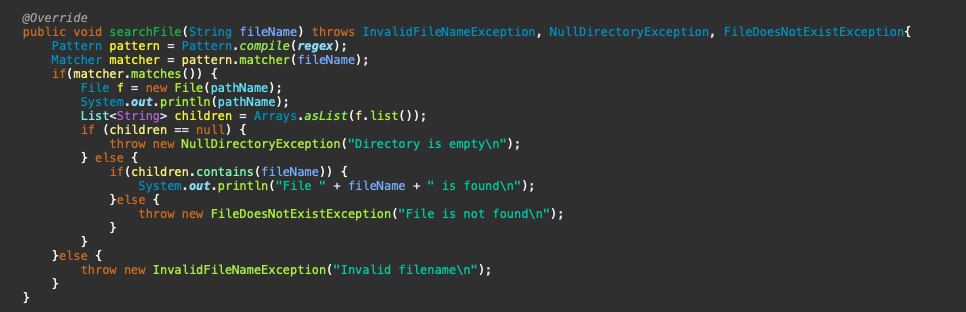 @Override
public void searchFile(String fileName) throws InvalidFileNameException, NullDirectoryException, FileDoesNotExistException{
    Pattern pattern = Pattern.compile(regex);
    Matcher matcher = pattern.matcher(fileName);
    if(matcher.matches()) {
        File f = new File(pathName);
        System.out.println(pathName);
        List<String> children = Arrays.asList(f.list());
        if (children == null) {
            throw new NullDirectoryException("Directory is empty\n");
        } else {
            if(children.contains(fileName)) {
                System.out.println("File " + fileName + " is found\n");
            }else {
                throw new FileDoesNotExistException("File is not found\n");
            }
        }
    }else {
        throw new InvalidFileNameException("Invalid filename\n");
    }
}